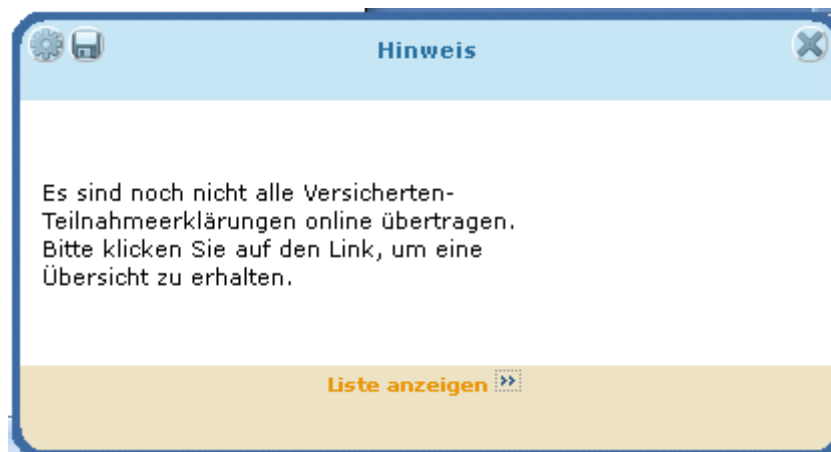 Hinweis
Es sind noch nicht alle Versicherten-
Teilnahmeerklärungen online übertragen.
Bitte klicken Sie auf den Link, um eine
Übersicht zu erhalten.
Liste anzeigen